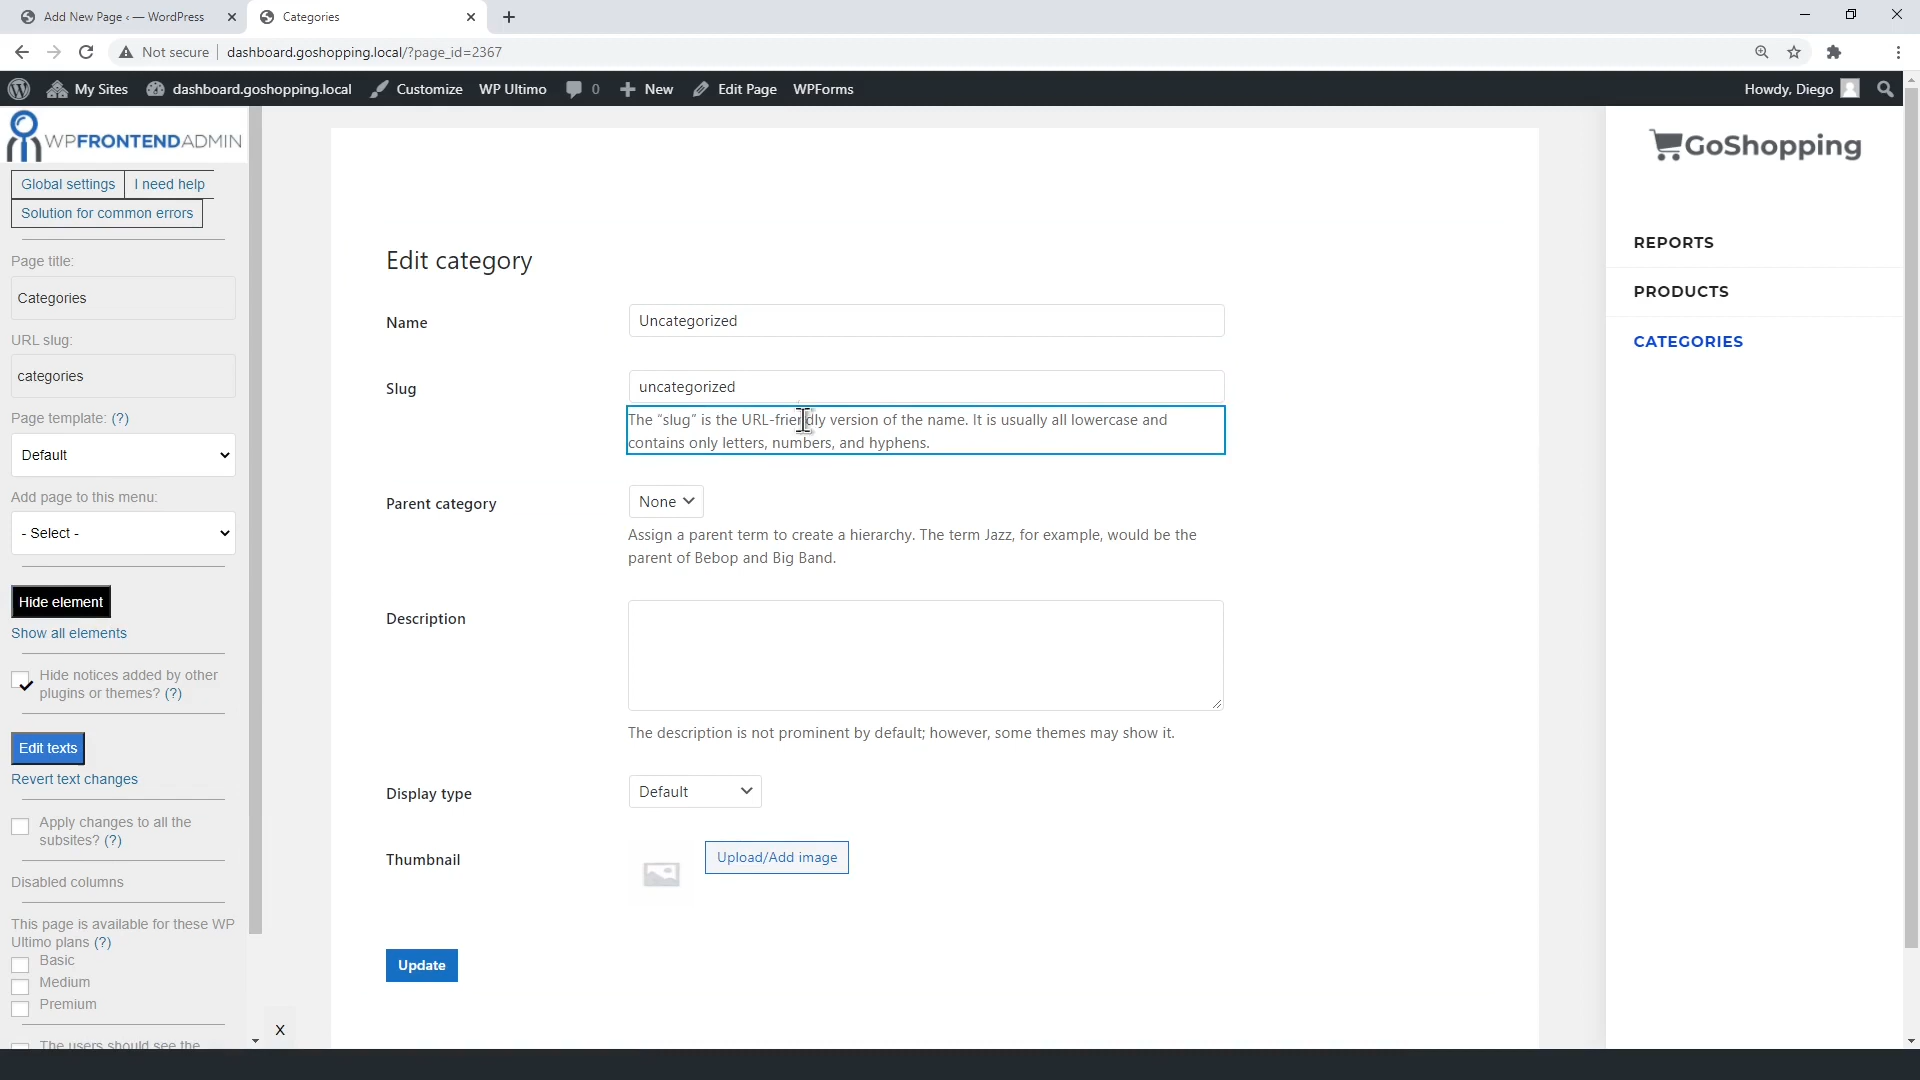 Add New Page ‹ — WordPress
Categories
Not secure
dashboard.goshopping.local/?page_id=2367
My Sites
dashboard.goshopping.local
Customize
WP Ultimo
0
New
Edit Page
WPForms
Howdy, Diego
WPFRONTENDADMIN
Global settings
I need help
Solution for common errors
Page title:
Categories
URL slug:
categories
Page template: (?)
Default
Add page to this menu:
- Select -
Hide element
Show all elements
Hide notices added by other
plugins or themes? (?)
Edit texts
Revert text changes
Apply changes to all the
subsites? (?)
Disabled columns
This page is available for these WP
Ultimo plans (?)
Basic
Medium
Premium
The users should see the
X
Edit category
Name
Uncategorized
Slug
uncategorized
The “slug” is the URL-friendly version of the name. It is usually all lowercase and
contains only letters, numbers, and hyphens.
Parent category
None
Assign a parent term to create a hierarchy. The term Jazz, for example, would be the
parent of Bebop and Big Band.
Description
The description is not prominent by default; however, some themes may show it.
Display type
Default
Thumbnail
Upload/Add image
Update
GoShopping
REPORTS
PRODUCTS
CATEGORIES